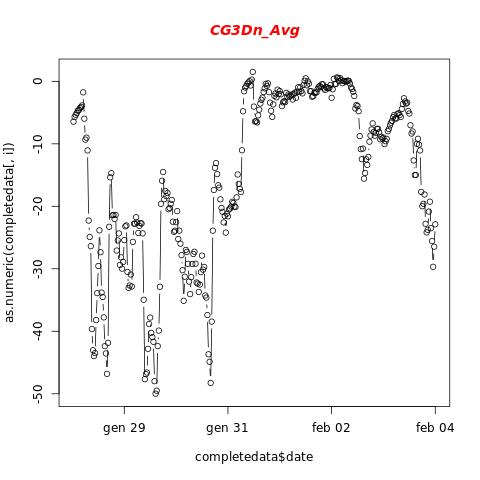 CG3Dn_Avg
as.numeric(completedata[, i])
0
-10
-20
-30
-40
-50
gen 29
gen 31
feb 02
feb 04
completedata$date